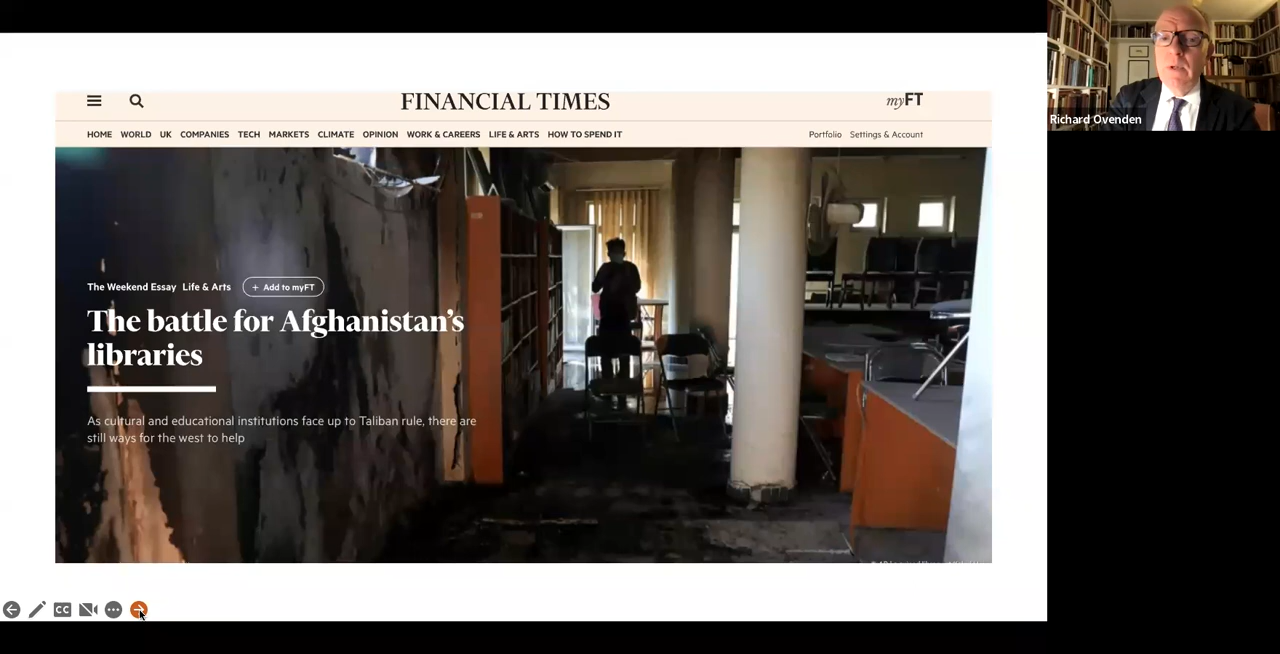 FINANCIAL TIMES
myFT
HOME WORLD UK COMPANIES TECH MARKETS CLIMATE OPINION WORK & CAREERS LIFE & ARTS HOW TO SPEND IT
Portfolio Settings & Account
The Weekend Essay Life & Arts + Add to myFT
The battle for Afghanistan’s
libraries
As cultural and educational institutions face up to Taliban rule, there are
still ways for the west to help
CC
Richard Ovenden